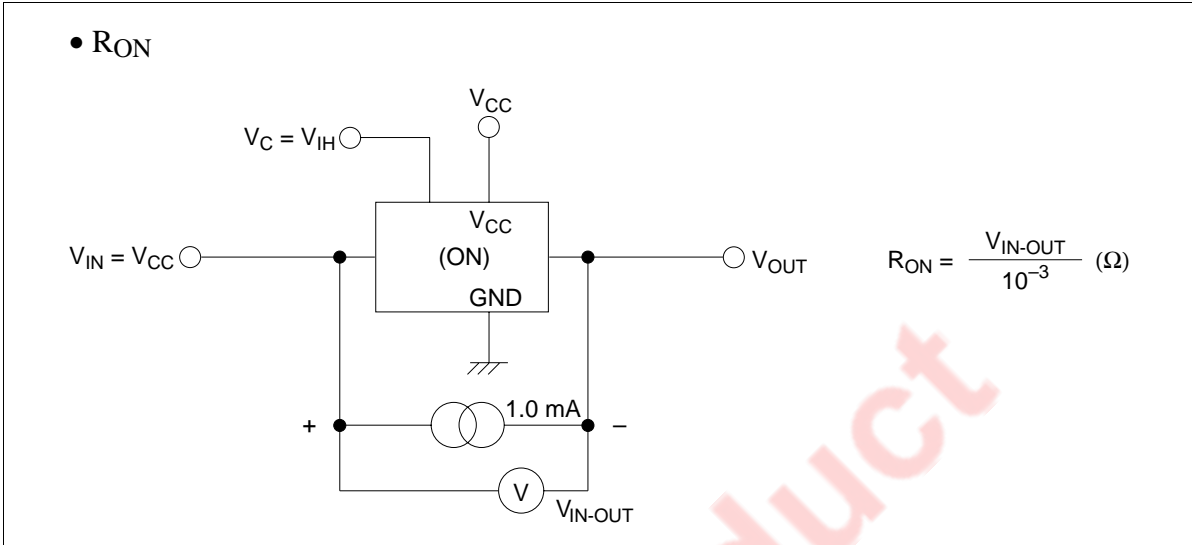 • RON
VCC
VC = VIH
VCC
VIN = VCC
(ON)
VOUT
RON = VIN-OUT / 10–3 (Ω)
GND
1.0 mA
+
–
V
VIN-OUT
duct